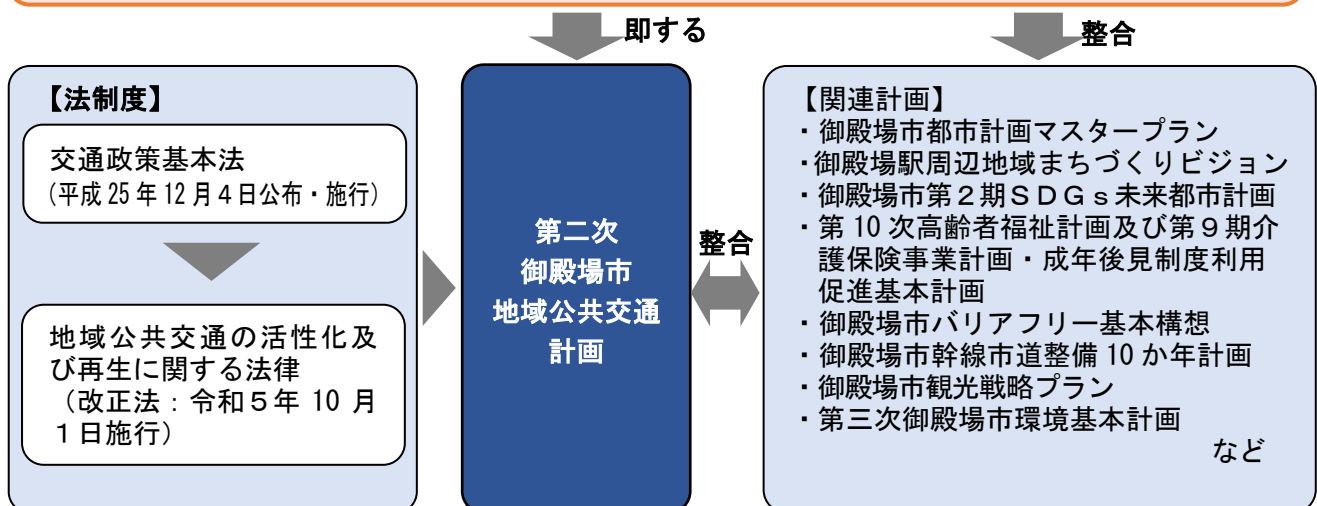 即する
整合
【法制度】
交通政策基本法
(平成 25 年 12 月４日公布・施行)
地域公共交通の活性化及
び再生に関する法律
（改正法：令和５年 10 月
１日施行）
第二次
御殿場市
地域公共交通
計画
整合
【関連計画】
・御殿場市都市計画マスタープラン
・御殿場駅周辺地域まちづくりビジョン
・御殿場市第２期ＳＤＧｓ未来都市計画
・第 10 次高齢者福祉計画及び第９期介
護保険事業計画・成年後見制度利用
促進基本計画
・御殿場市バリアフリー基本構想
・御殿場市幹線市道整備 10 か年計画
・御殿場市観光戦略プラン
・第三次御殿場市環境基本計画
など